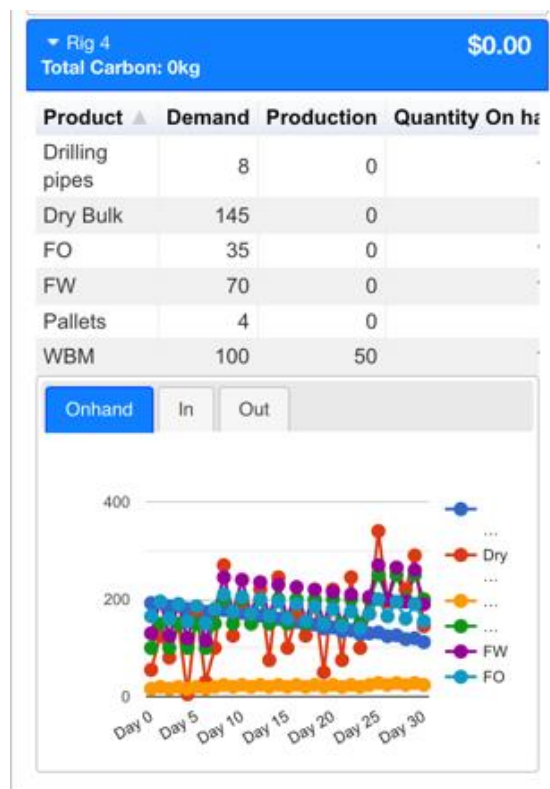 Rig 4 $0.00
Total Carbon: 0kg
Product Demand Production Quantity On ha
Drilling
pipes 8 0
Dry Bulk 145 0
FO 35 0
FW 70 0
Pallets 4 0
WBM 100 50
Onhand In Out
400
200
0
Day 0 Day 5 Day 10 Day 15 Day 20 Day 25 Day 30
...
Dry
...
...
...
FW
FO